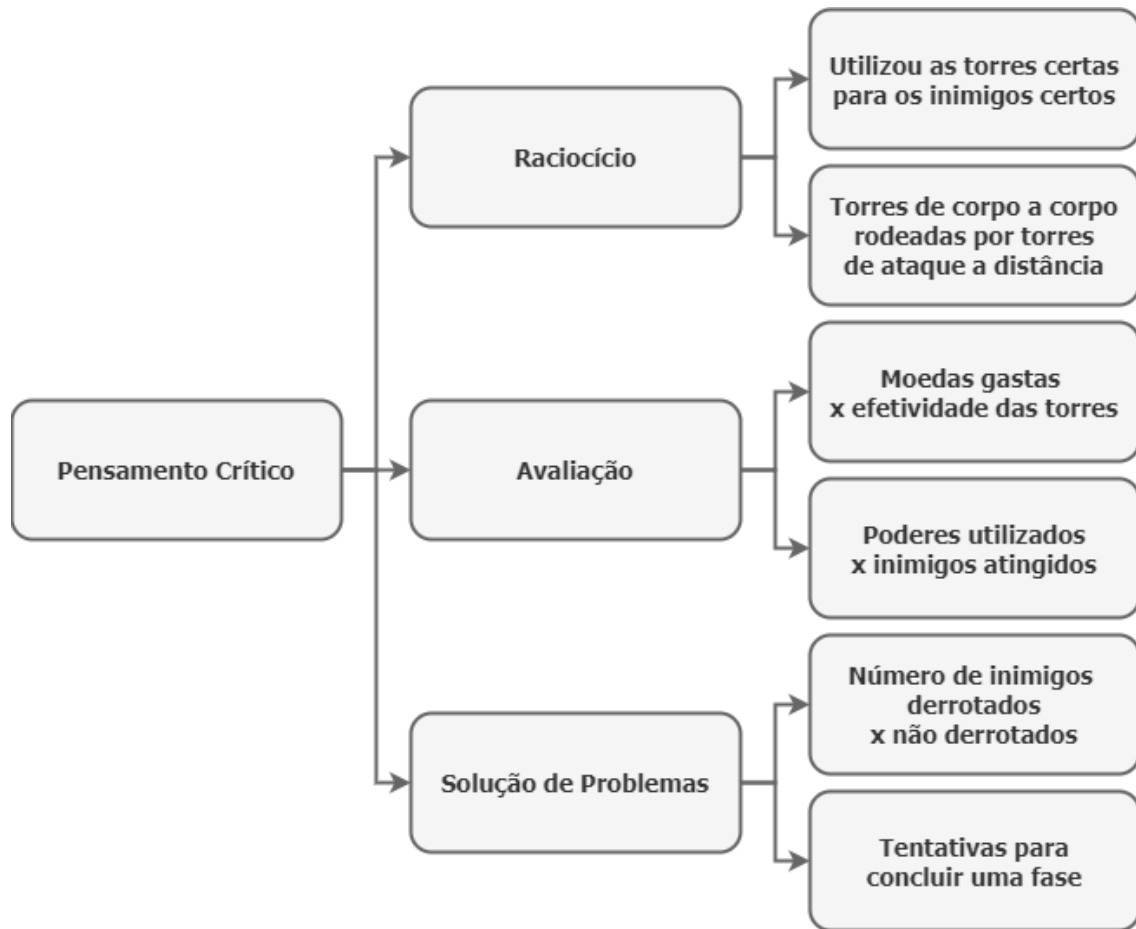 Pensamento Crítico
Raciocício
Utilizou as torres certas
para os inimigos certos
Torres de corpo a corpo
rodeadas por torres
de ataque a distância
Avaliação
Moedas gastas
x efetividade das torres
Poderes utilizados
x inimigos atingidos
Solução de Problemas
Número de inimigos
derrotados
x não derrotados
Tentativas para
concluir uma fase